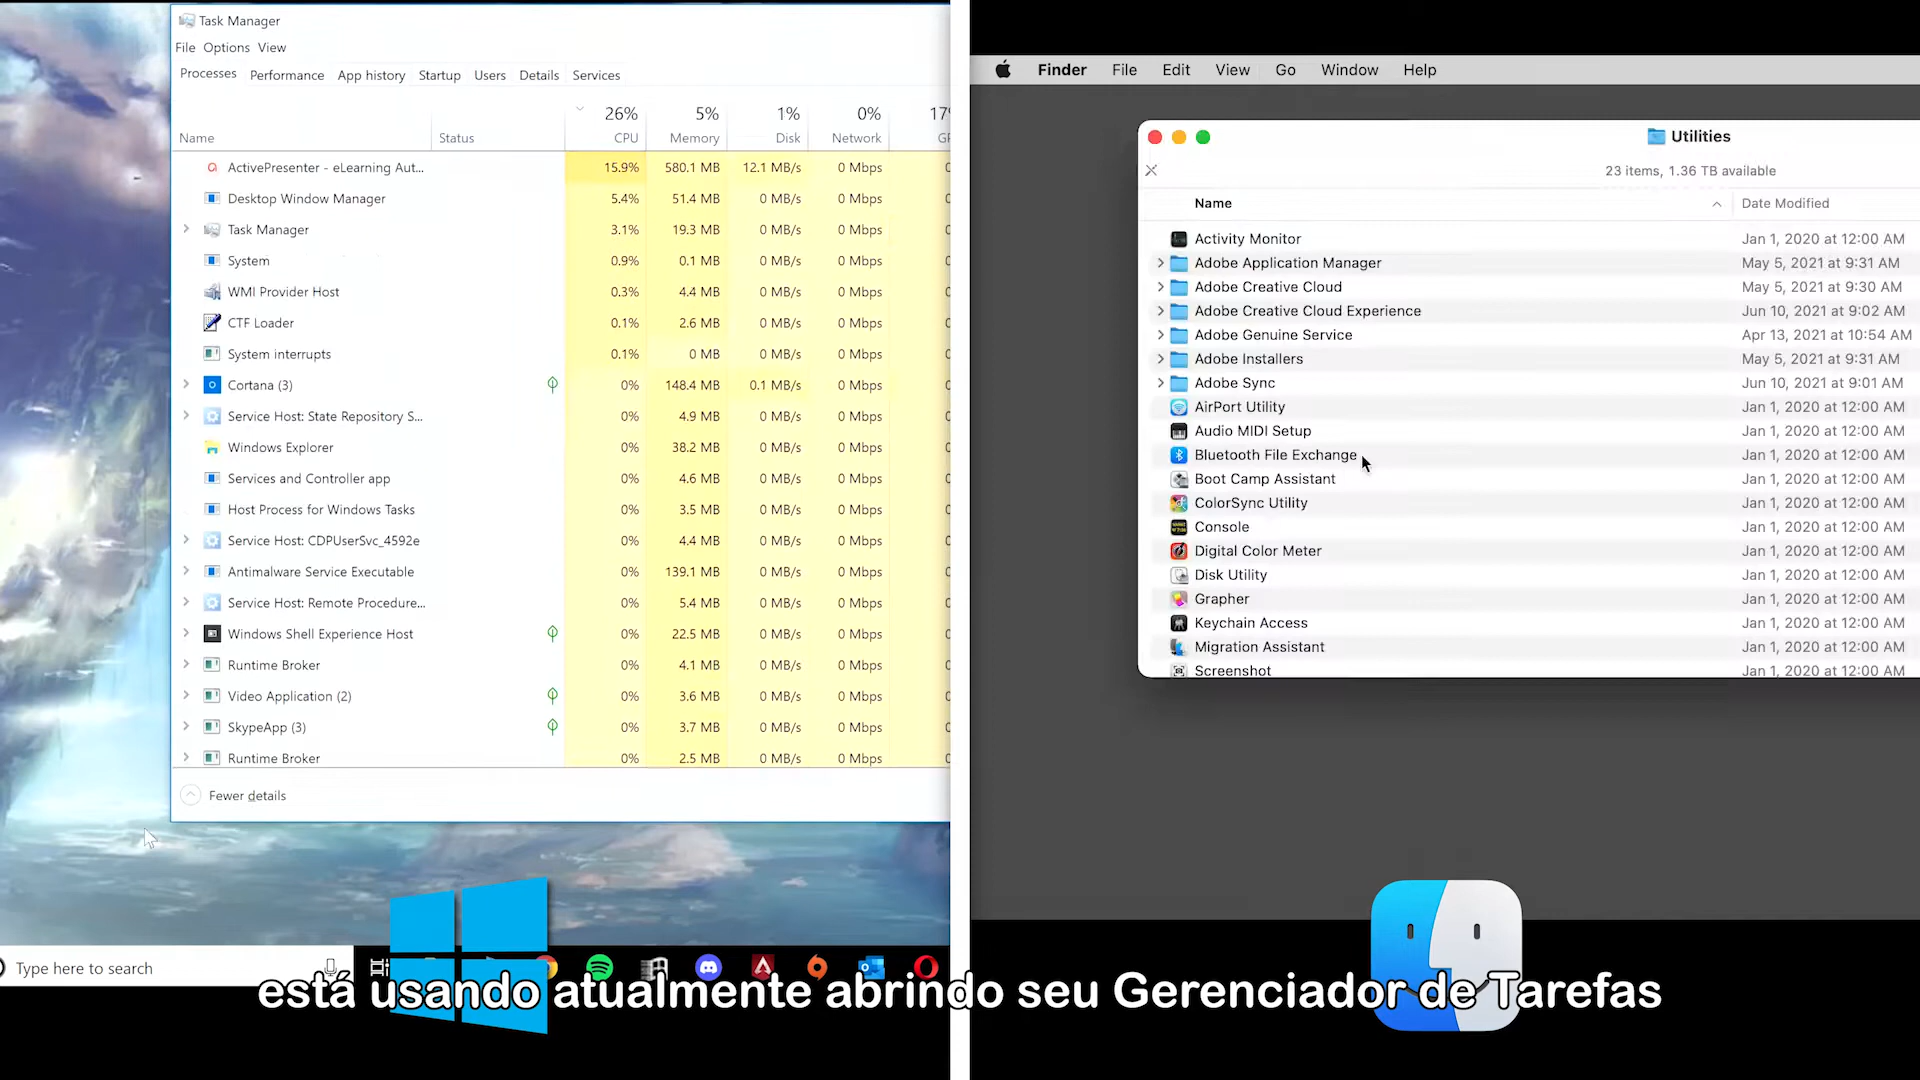 Task Manager
File Options View
Processes Performance App history Startup Users Details Services
26% 5% 1% 0% 17%
Name Status CPU Memory Disk Network
ActivePresenter - eLearning Aut... 15.9% 580.1 MB 12.1 MB/s 0 Mbps
Desktop Window Manager 5.4% 51.4 MB 0 MB/s 0 Mbps
Task Manager 3.1% 19.3 MB 0 MB/s 0 Mbps
System 0.9% 0.1 MB 0 MB/s 0 Mbps
WMI Provider Host 0.3% 4.4 MB 0 MB/s 0 Mbps
CTF Loader 0.1% 2.6 MB 0 MB/s 0 Mbps
System interrupts 0.1% 0 MB 0 MB/s 0 Mbps
Cortana (3) 0% 148.4 MB 0.1 MB/s 0 Mbps
Service Host: State Repository S... 0% 4.9 MB 0 MB/s 0 Mbps
Windows Explorer 0% 38.2 MB 0 MB/s 0 Mbps
Services and Controller app 0% 4.6 MB 0 MB/s 0 Mbps
Host Process for Windows Tasks 0% 3.5 MB 0 MB/s 0 Mbps
Service Host: CDPUserSvc_4592e 0% 4.4 MB 0 MB/s 0 Mbps
Antimalware Service Executable 0% 139.1 MB 0 MB/s 0 Mbps
Service Host: Remote Procedure... 0% 5.4 MB 0 MB/s 0 Mbps
Windows Shell Experience Host 0% 22.5 MB 0 MB/s 0 Mbps
Runtime Broker 0% 4.1 MB 0 MB/s 0 Mbps
Video Application (2) 0% 3.6 MB 0 MB/s 0 Mbps
SkypeApp (3) 0% 3.7 MB 0 MB/s 0 Mbps
Runtime Broker 0% 2.5 MB 0 MB/s 0 Mbps
Fewer details
Type here to search
Finder File Edit View Go Window Help
Utilities
23 items, 1.36 TB available
Name Date Modified
Activity Monitor Jan 1, 2020 at 12:00 AM
Adobe Application Manager May 5, 2021 at 9:31 AM
Adobe Creative Cloud May 5, 2021 at 9:30 AM
Adobe Creative Cloud Experience Jun 10, 2021 at 9:02 AM
Adobe Genuine Service Apr 13, 2021 at 10:54 AM
Adobe Installers May 5, 2021 at 9:31 AM
Adobe Sync Jun 10, 2021 at 9:01 AM
AirPort Utility Jan 1, 2020 at 12:00 AM
Audio MIDI Setup Jan 1, 2020 at 12:00 AM
Bluetooth File Exchange Jan 1, 2020 at 12:00 AM
Boot Camp Assistant Jan 1, 2020 at 12:00 AM
ColorSync Utility Jan 1, 2020 at 12:00 AM
Console Jan 1, 2020 at 12:00 AM
Digital Color Meter Jan 1, 2020 at 12:00 AM
Disk Utility Jan 1, 2020 at 12:00 AM
Grapher Jan 1, 2020 at 12:00 AM
Keychain Access Jan 1, 2020 at 12:00 AM
Migration Assistant Jan 1, 2020 at 12:00 AM
Screenshot Jan 1, 2020 at 12:00 AM
está usando atualmente abrindo seu Gerenciador de Tarefas